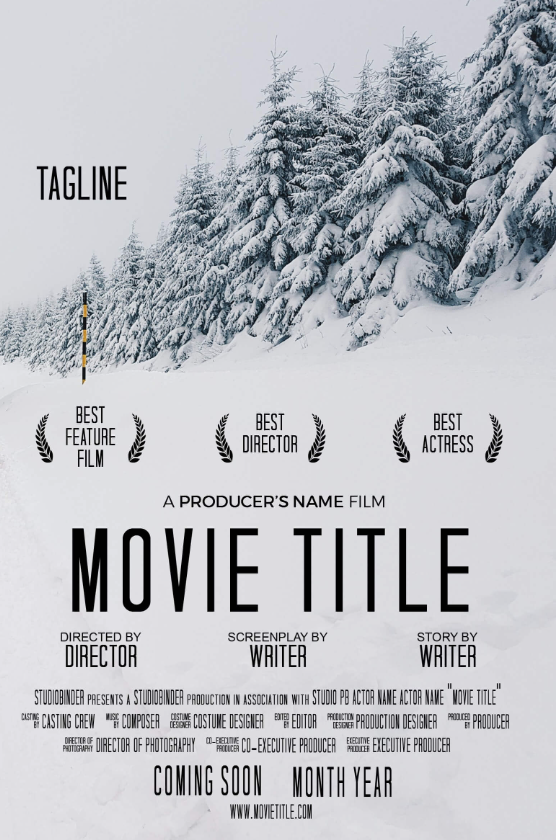 TAGLINE
BEST
FEATURE
FILM
BEST
DIRECTOR
BEST
ACTRESS
A PRODUCER'S NAME FILM
MOVIE TITLE
DIRECTED BY
DIRECTOR
SCREENPLAY BY
WRITER
STORY BY
WRITER
STUDIOBINDER PRESENTS A STUDIOBINDER PRODUCTION IN ASSOCIATION WITH STUDIO PB ACTOR NAME ACTOR NAME "MOVIE TITLE"
CASTING BY CASTING CREW MUSIC BY COMPOSER COSTUME DESIGNER COSTUME DESIGNER EDITED BY EDITOR PRODUCTION DESIGNER PRODUCTION DESIGNER PRODUCED BY PRODUCER
DIRECTOR OF PHOTOGRAPHY DIRECTOR OF PHOTOGRAPHY CO-EXECUTIVE PRODUCER CO-EXECUTIVE PRODUCER EXECUTIVE PRODUCER EXECUTIVE PRODUCER
COMING SOON MONTH YEAR
WWW.MOVIETITLE.COM